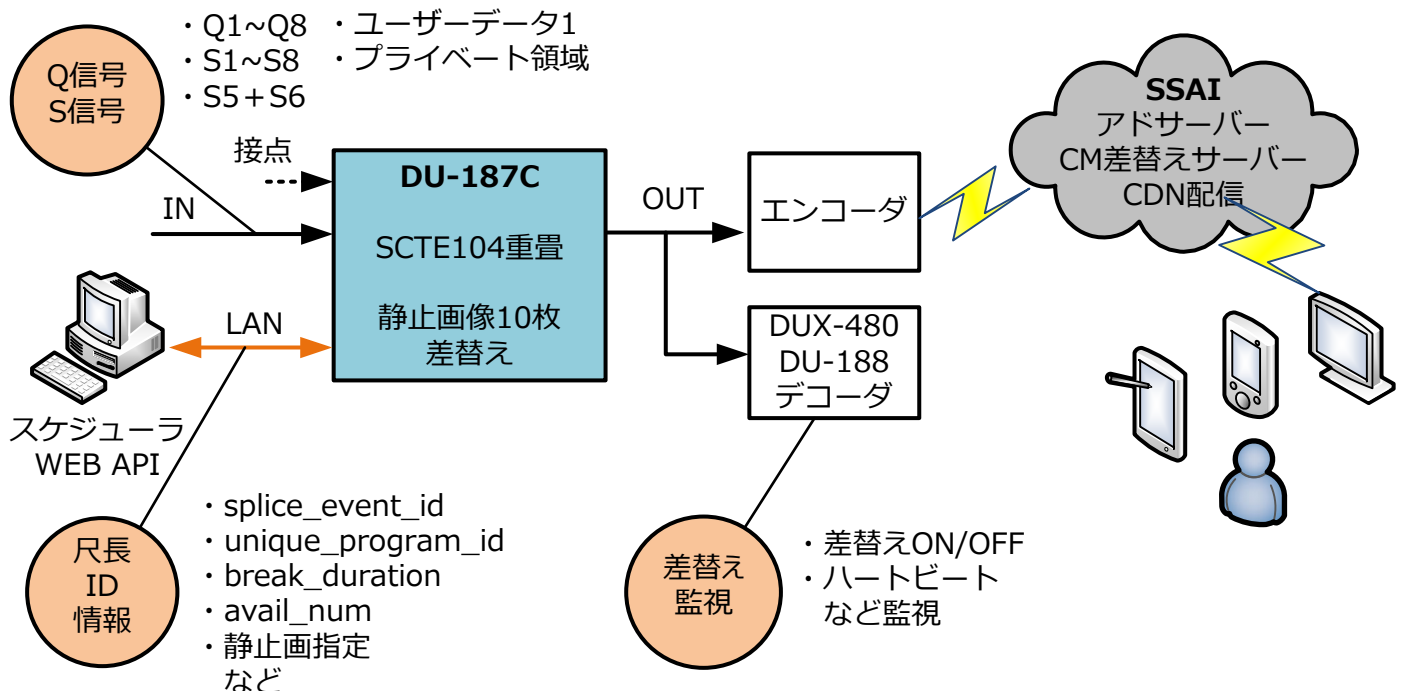 ・Q1~Q8
・S1~S8
・S5＋S6
・ユーザーデータ1
・プライベート領域
Q信号
S信号
接点
IN
DU-187C
SCTE104重畳
静止画像10枚
差替え
OUT
エンコーダ
SSAI
アドサーバー
CM差替えサーバー
CDN配信
LAN
DUX-480
DU-188
デコーダ
スケジューラ
WEB API
尺長
ID
情報
・splice_event_id
・unique_program_id
・break_duration
・avail_num
・静止画指定
など
差替え
監視
・差替えON/OFF
・ハートビート
など監視